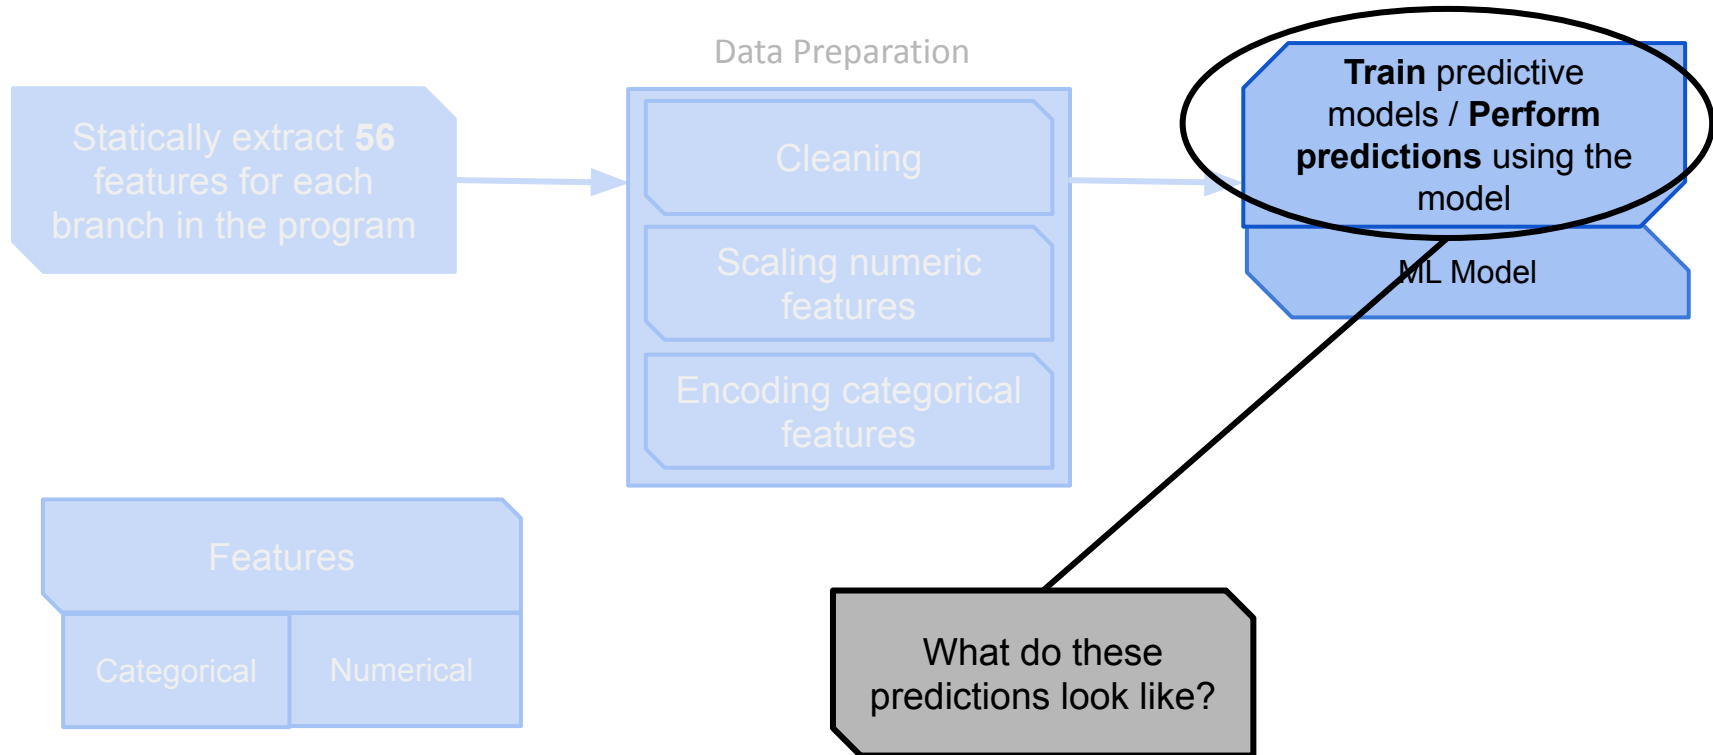 Data Preparation
Statically extract 56
features for each
branch in the program
Cleaning
Scaling numeric
features
Encoding categorical
features
Train predictive
models / Perform
predictions using the
model
ML Model
Features
Categorical
Numerical
What do these
predictions look like?